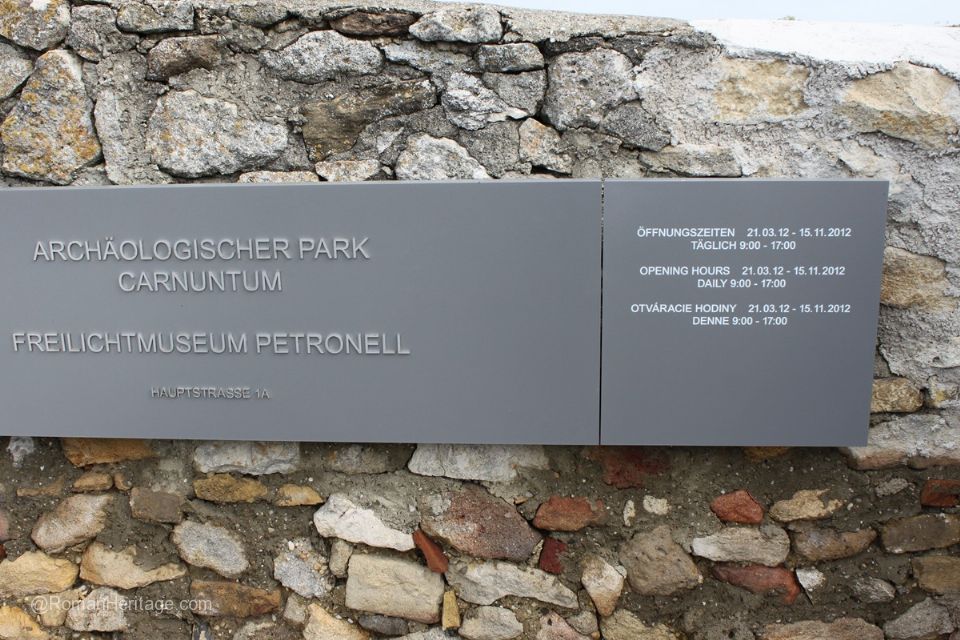 ARCHÄOLOGISCHER PARK
CARNUNTUM
FREILICHTMUSEUM PETRONELL
HAUPTSTRASSE 1A
ÖFFNUNGSZEITEN 21.03.12 - 15.11.2012
TÄGLICH 9:00 - 17:00
OPENING HOURS 21.03.12 - 15.11.2012
DAILY 9:00 - 17:00
OTVÁRACIE HODINY 21.03.12 - 15.11.2012
DENNE 9:00 - 17:00
@RomanHeritage.com